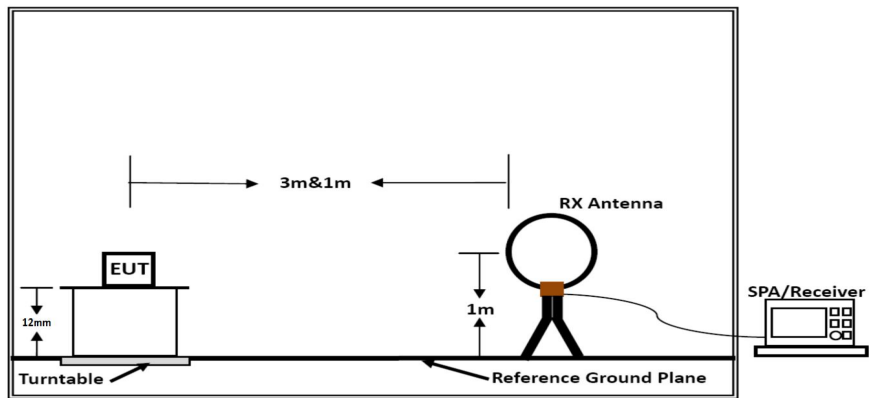 3m&1m
RX Antenna
EUT
SPA/Receiver
12mm
1m
Turntable
Reference Ground Plane